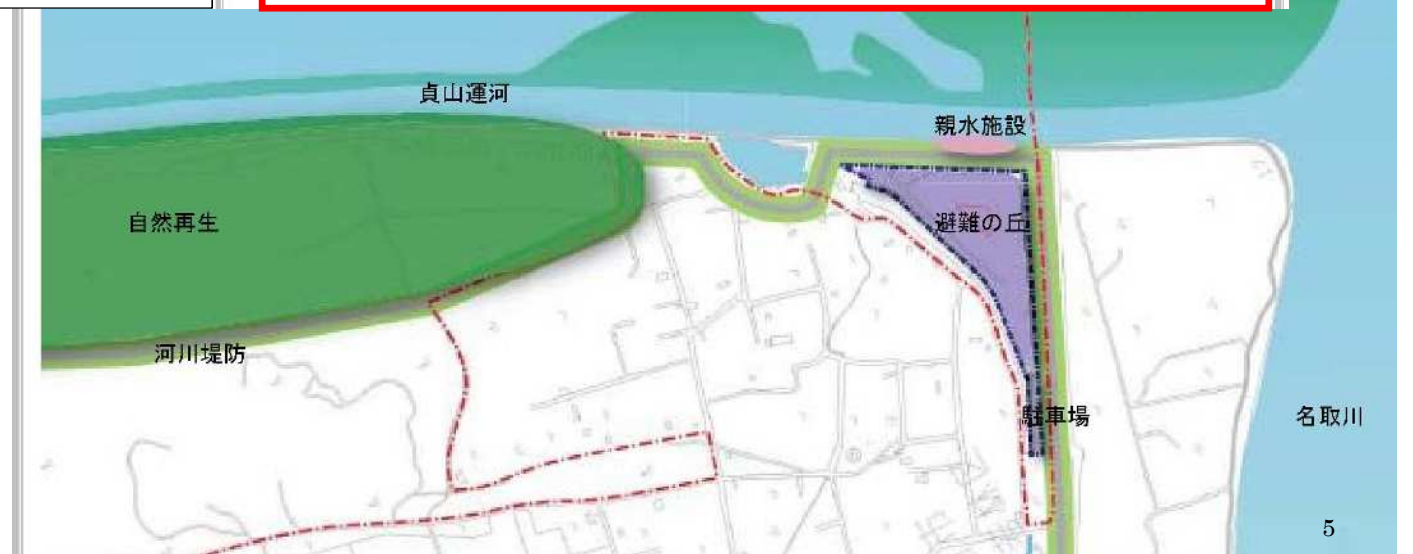 貞山運河
親水施設
自然再生
避難の丘
河川堤防
駐車場
名取川
5